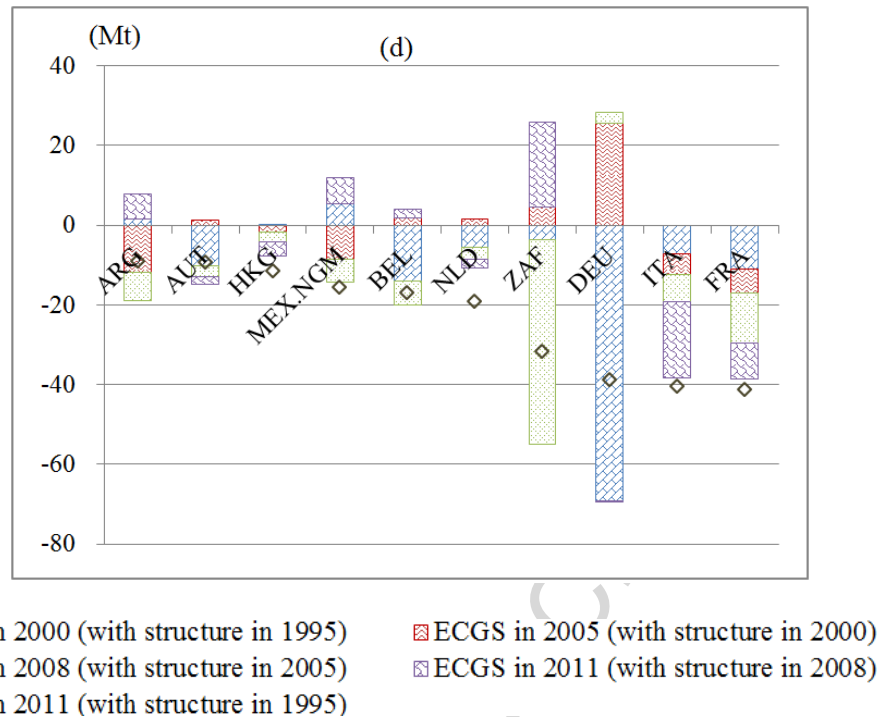 (Mt)
(d)
40
20
0
-20
-40
-60
-80
ARG AUT HKG MEX.NGM BEL NLD ZAF DEU ITA FRA
2000 (with structure in 1995) ECGS in 2005 (with structure in 2000)
2008 (with structure in 2005) ECGS in 2011 (with structure in 2008)
2011 (with structure in 1995)